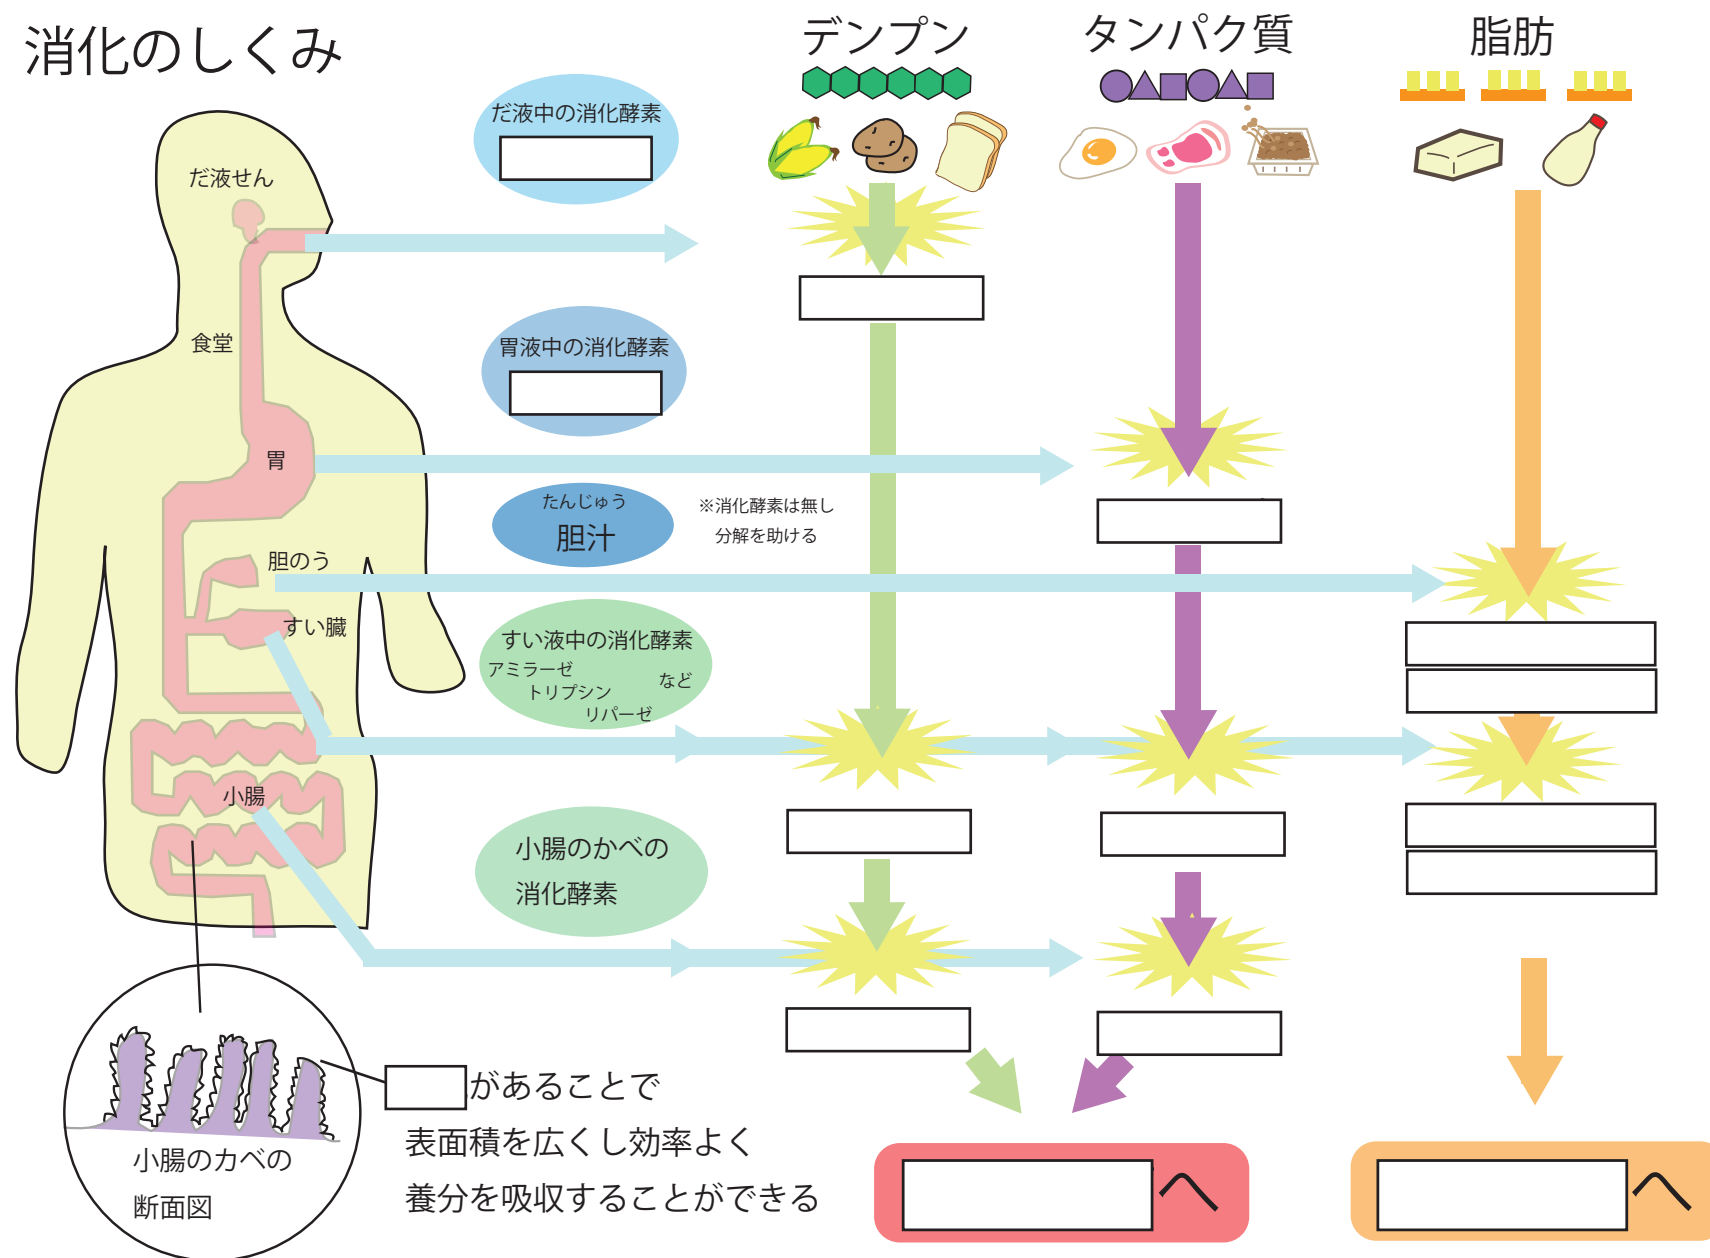 消化のしくみ
デンプン
タンパク質
脂肪
だ液中の消化酵素
だ液せん
食堂
胃液中の消化酵素
胃
たんじゅう
胆汁
※消化酵素は無し
分解を助ける
胆のう
すい臓
すい液中の消化酵素
アミラーゼ
トリプシン
など
リパーゼ
小腸
小腸のかべの
消化酵素
があることで
表面積を広くし効率よく
養分を吸収することができる
小腸のカベの
断面図
へ
へ